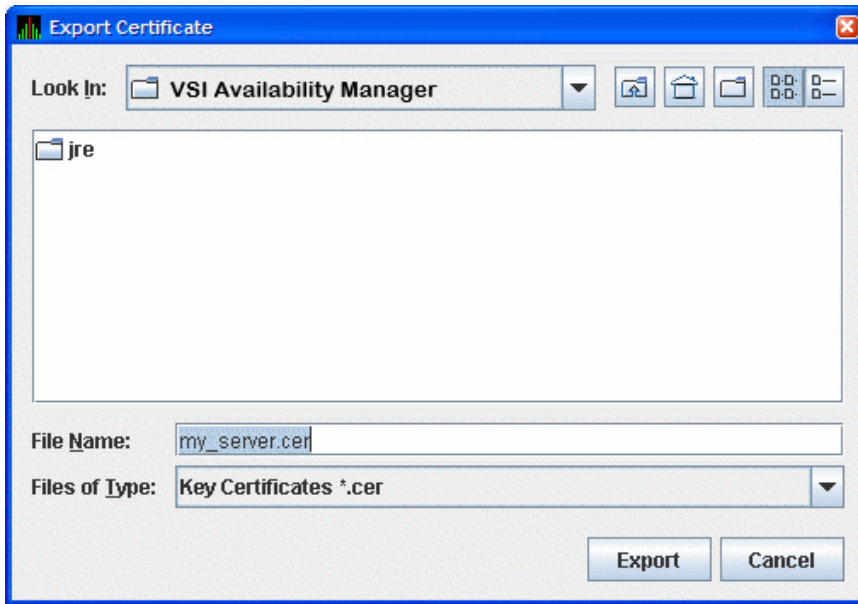 Export Certificate
Look In: VSI Availability Manager
jre
File Name: my_server.cer
Files of Type: Key Certificates *.cer
Export Cancel